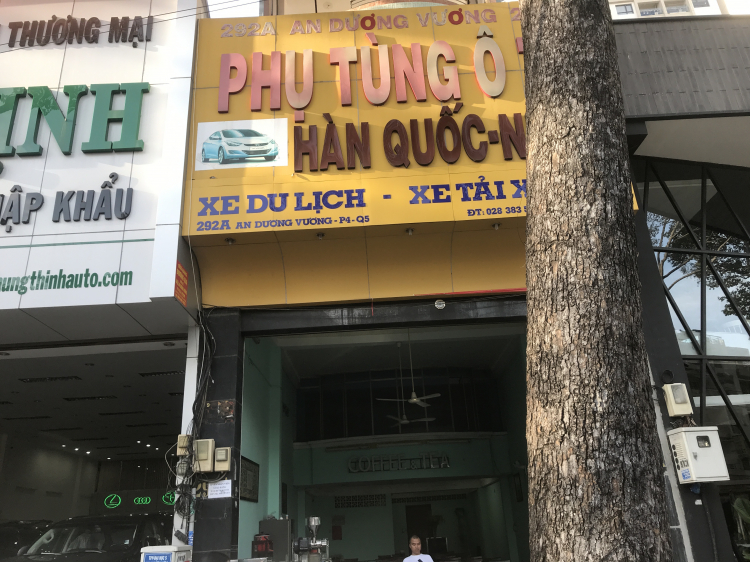 THƯƠNG MẠI
INH
ẬP KHẨU
ungthinhauto.com
292A AN DƯƠNG VƯƠNG
PHỤ TÙNG Ô
HÀN QUỐC-N
XE DU LỊCH - XE TẢI X
292A AN DƯƠNG VƯƠNG - P4 - Q5
ĐT: 028 383
COFFEE TEA